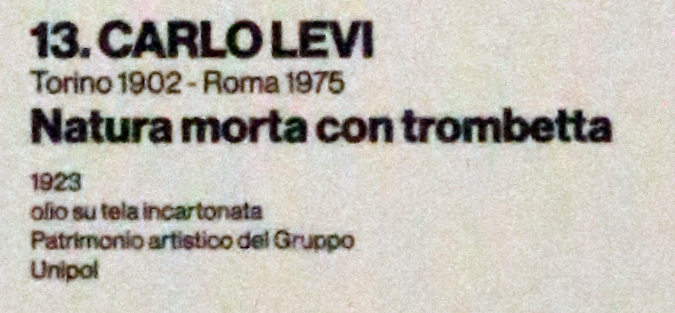 13. CARLO LEVI
Torino 1902 - Roma 1975
Natura morta con trombetta
1923
olio su tela incartonata
Patrimonio artistico del Gruppo
Unipol